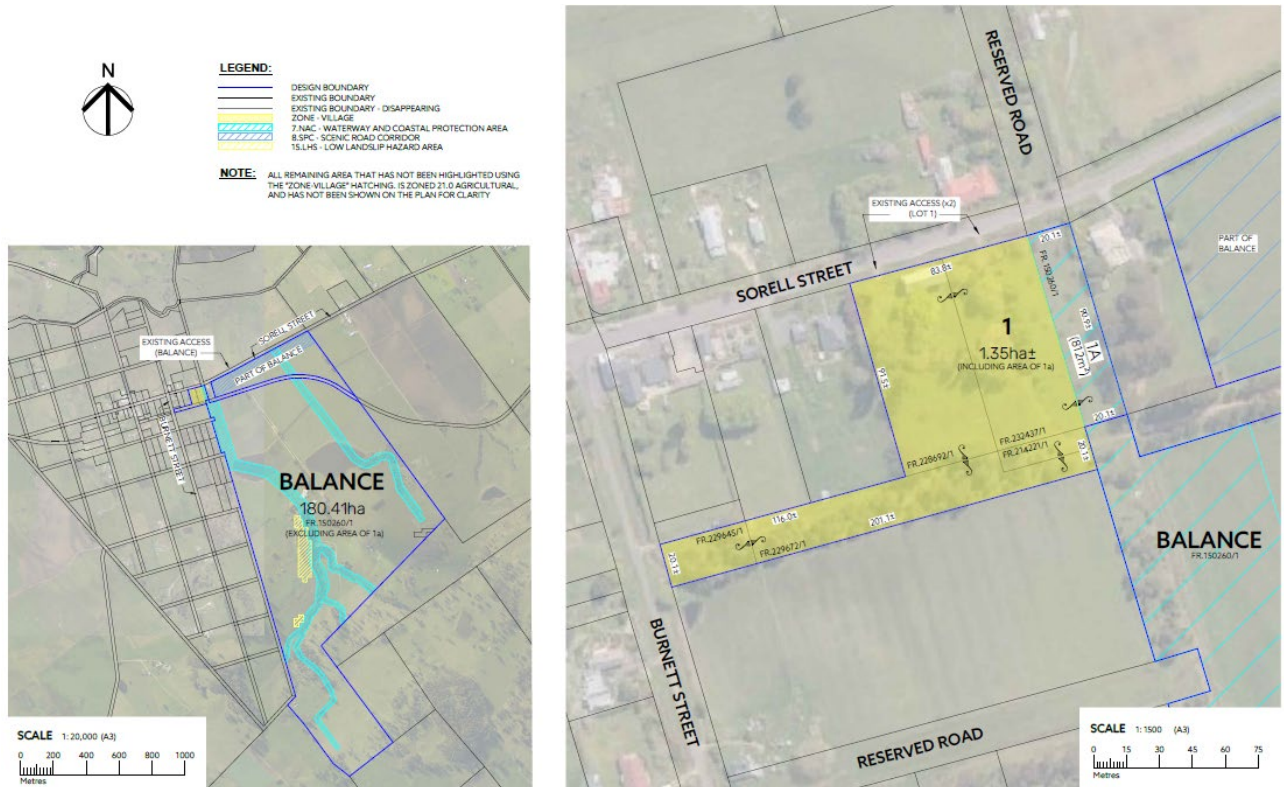 N
LEGEND:
DESIGN BOUNDARY
EXISTING BOUNDARY
EXISTING BOUNDARY - DISAPPEARING
ZONE - VILLAGE
7.NAC - WATERWAY AND COASTAL PROTECTION AREA
8.SPC - SCENIC ROAD CORRIDOR
15.LHS - LOW LANDSLIP HAZARD AREA
NOTE: ALL REMAINING AREA THAT HAS NOT BEEN HIGHLIGHTED USING
THE "ZONE-VILLAGE" HATCHING. IS ZONED 21.0 AGRICULTURAL,
AND HAS NOT BEEN SHOWN ON THE PLAN FOR CLARITY
EXISTING ACCESS
(BALANCE)
SORELL STREET
PART OF BALANCE
BURNETT STREET
BALANCE
180.41ha
FR.150260/1
(EXCLUDING AREA OF 1a)
SCALE 1: 20,000 (A3)
0 200 400 600 800 1000
Metres
RESERVED ROAD
EXISTING ACCESS (x2)
(LOT 1)
SORELL STREET
PART OF
BALANCE
20.1±
83.8±
FR.150260/1
1
1.35ha±
(INCLUDING AREA OF 1a)
90.9±
1A
(812m²)
91.5±
20.1±
FR.232437/1
FR.214221/1
20.1±
FR.228692/1
116.0±
201.1±
FR.229645/1
FR.229672/1
20.1±
BALANCE
FR.150260/1
BURNETT STREET
RESERVED ROAD
SCALE 1: 1500 (A3)
0 15 30 45 60 75
Metres